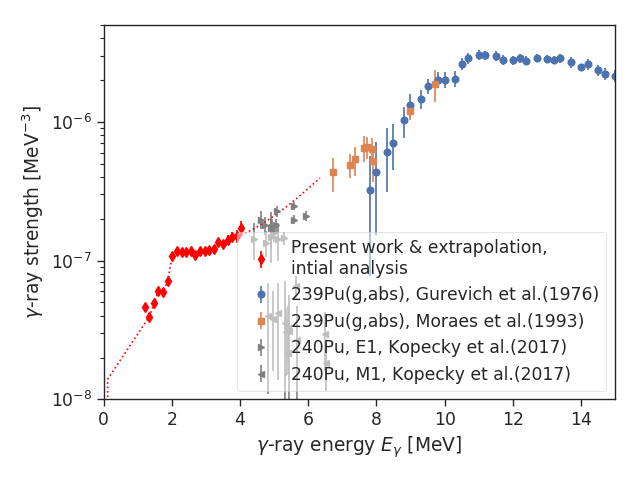 γ-ray strength [MeV⁻³]
10⁻⁶
10⁻⁷
10⁻⁸
Present work & extrapolation,
intial analysis
239Pu(g,abs), Gurevich et al.(1976)
239Pu(g,abs), Moraes et al.(1993)
240Pu, E1, Kopecky et al.(2017)
240Pu, M1, Kopecky et al.(2017)
0 2 4 6 8 10 12 14
γ-ray energy Eᵧ [MeV]